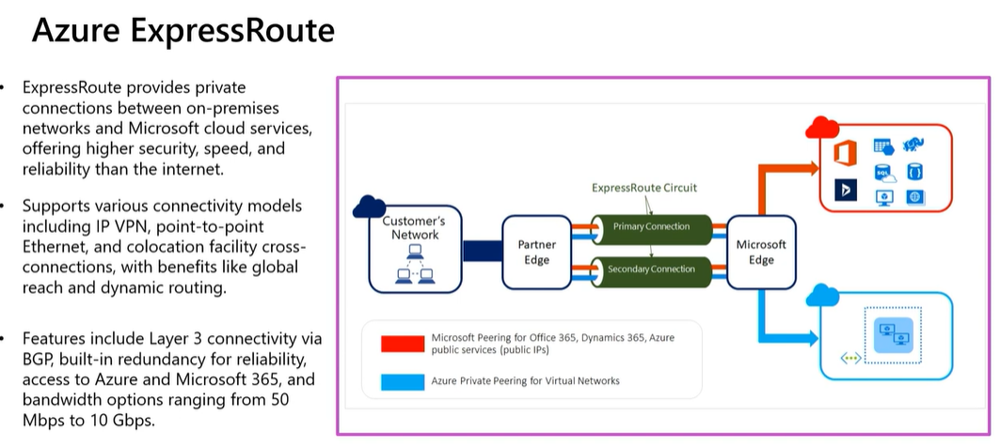 Azure ExpressRoute
• ExpressRoute provides private
connections between on-premises
networks and Microsoft cloud services,
offering higher security, speed, and
reliability than the internet.
• Supports various connectivity models
including IP VPN, point-to-point
Ethernet, and colocation facility cross-
connections, with benefits like global
reach and dynamic routing.
• Features include Layer 3 connectivity via
BGP, built-in redundancy for reliability,
access to Azure and Microsoft 365, and
bandwidth options ranging from 50
Mbps to 10 Gbps.
ExpressRoute Circuit
Customer's
Network
Partner
Edge
Primary Connection
Secondary Connection
Microsoft
Edge
SQL
Microsoft Peering for Office 365, Dynamics 365, Azure
public services (public IPs)
Azure Private Peering for Virtual Networks